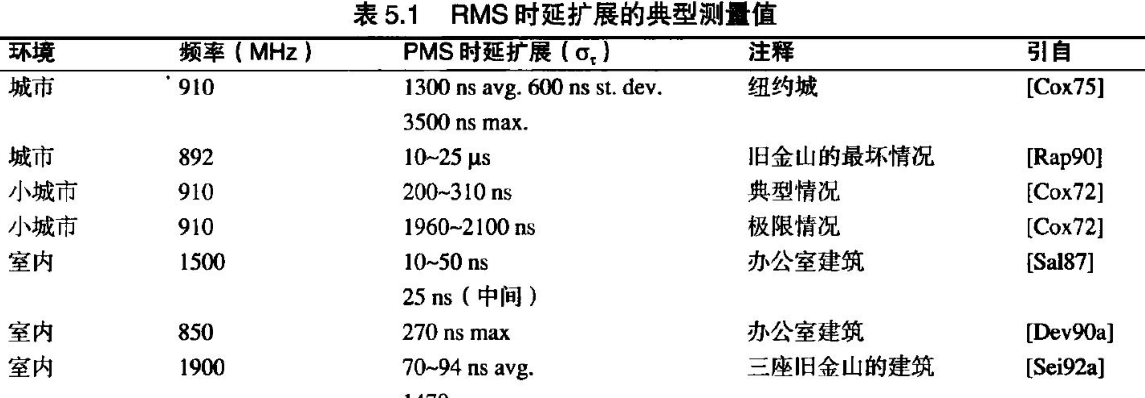 表 5.1 RMS 时延扩展的典型测量值
环境 频率（MHz） PMS 时延扩展（στ） 注释 引自
城市 910 1300 ns avg. 600 ns st. dev. 纽约城 [Cox75]
3500 ns max.
城市 892 10~25 μs 旧金山的最坏情况 [Rap90]
小城市 910 200~310 ns 典型情况 [Cox72]
小城市 910 1960~2100 ns 极限情况 [Cox72]
室内 1500 10~50 ns 办公室建筑 [Sal87]
25 ns（中间）
室内 850 270 ns max 办公室建筑 [Dev90a]
室内 1900 70~94 ns avg. 三座旧金山的建筑 [Sei92a]